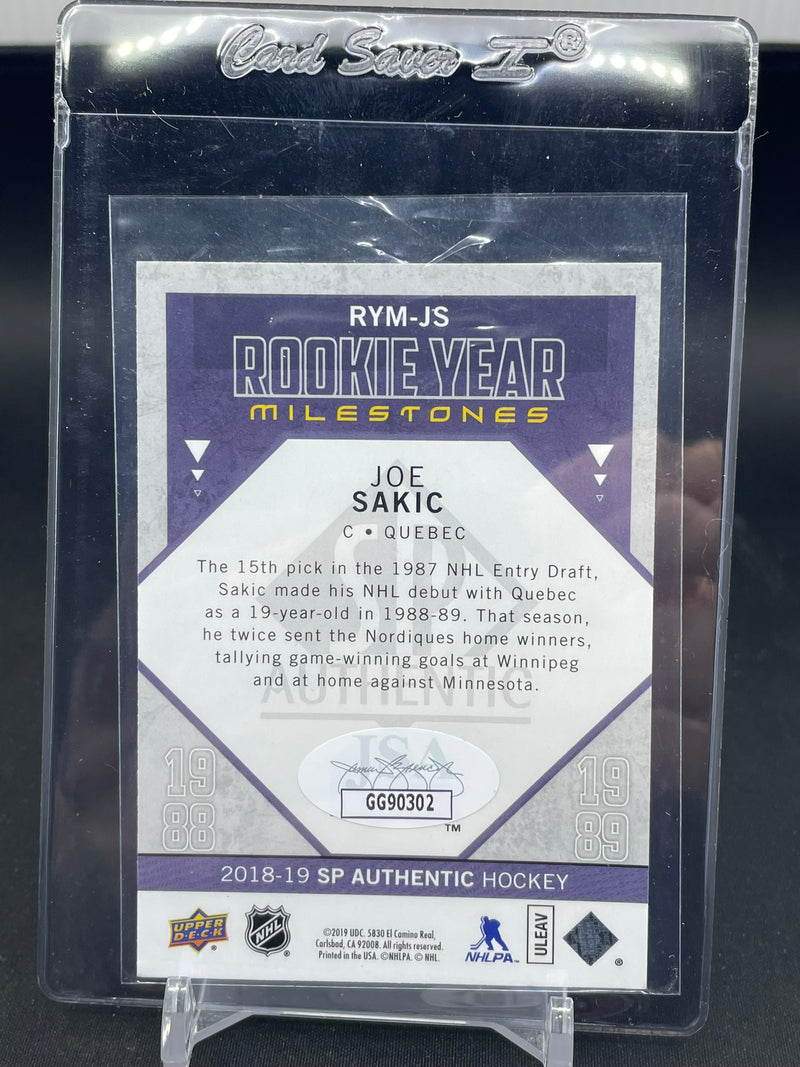 Card Saver I®
RYM-JS
ROOKIE YEAR
MILESTONES
JOE
SAKIC
C • QUEBEC
The 15th pick in the 1987 NHL Entry Draft,
Sakic made his NHL debut with Quebec
as a 19-year-old in 1988-89. That season,
he twice sent the Nordiques home winners,
tallying game-winning goals at Winnipeg
and at home against Minnesota.
SP
AUTHENTIC
JSA
GG90302
TM
19
88
19
89
2018-19 SP AUTHENTIC HOCKEY
UPPER
DECK ®
NHL ®
©2019 UDC. 5830 El Camino Real,
Carlsbad, CA 92008. All rights reserved.
Printed in the USA. ©NHLPA. © NHL.
NHLPA™
ULEAV
®